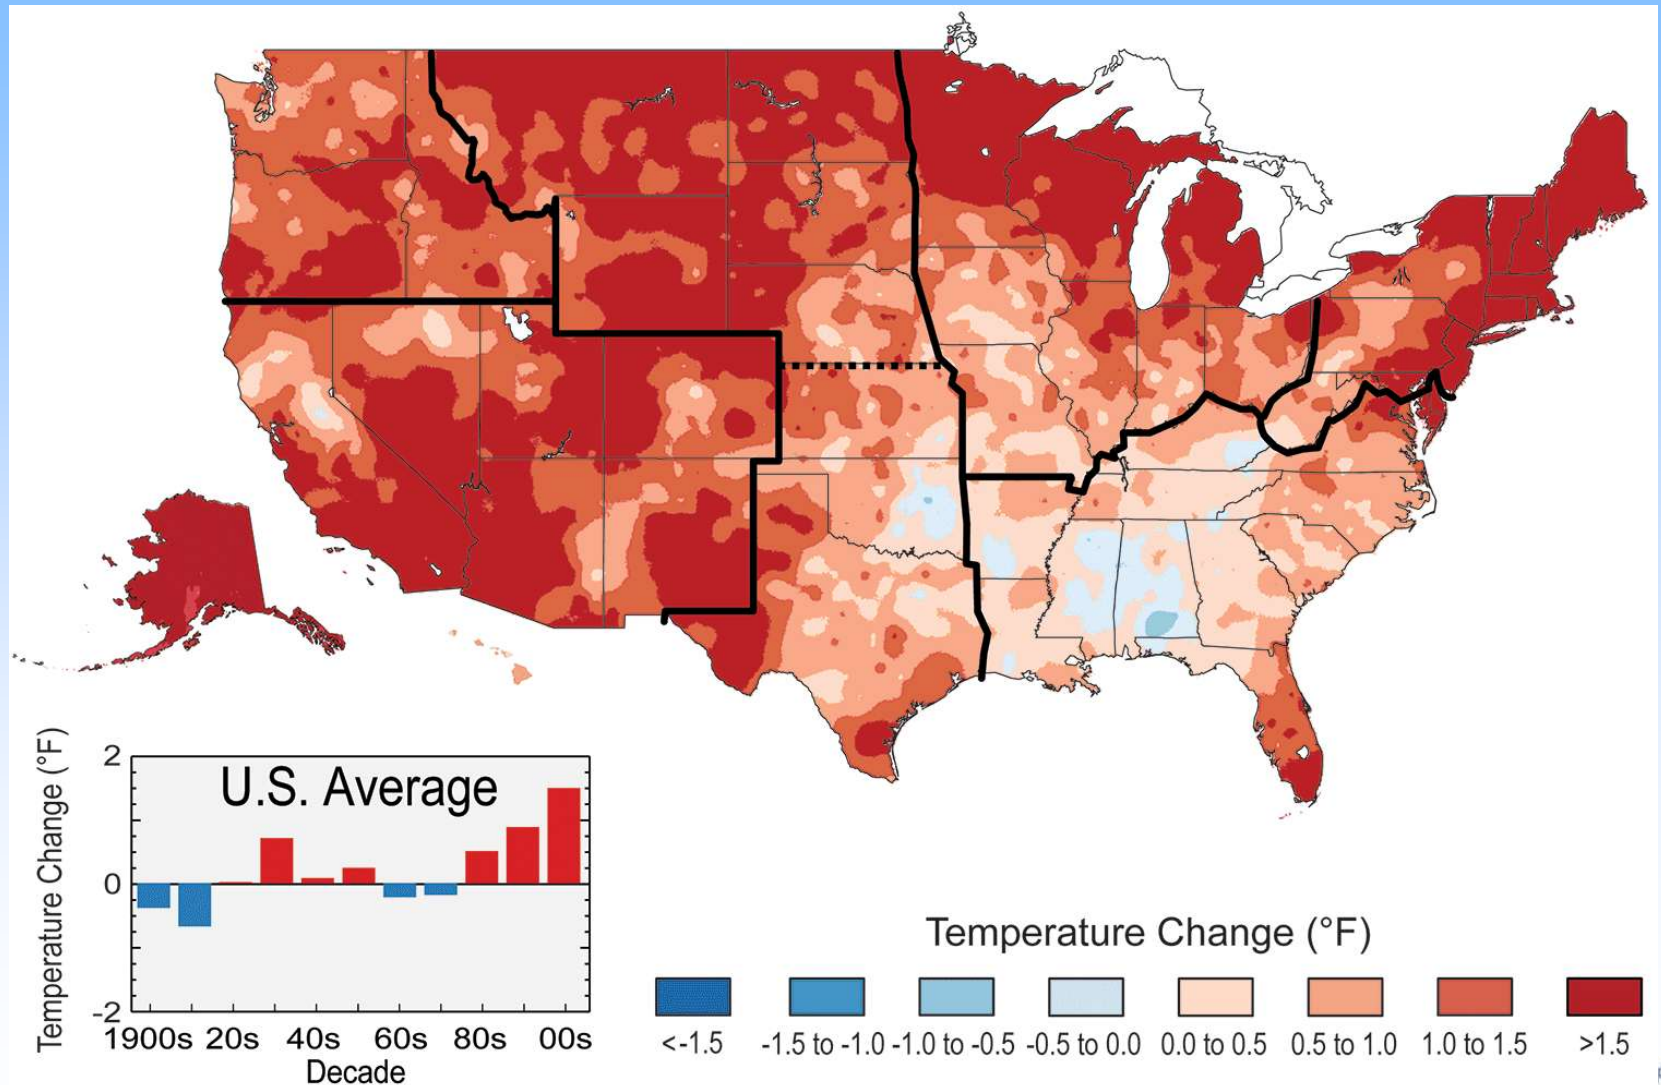 U.S. Average
Temperature Change (°F)
2
0
-2
1900s 20s 40s 60s 80s 00s
Decade
Temperature Change (°F)
<-1.5 -1.5 to -1.0 -1.0 to -0.5 -0.5 to 0.0 0.0 to 0.5 0.5 to 1.0 1.0 to 1.5 >1.5